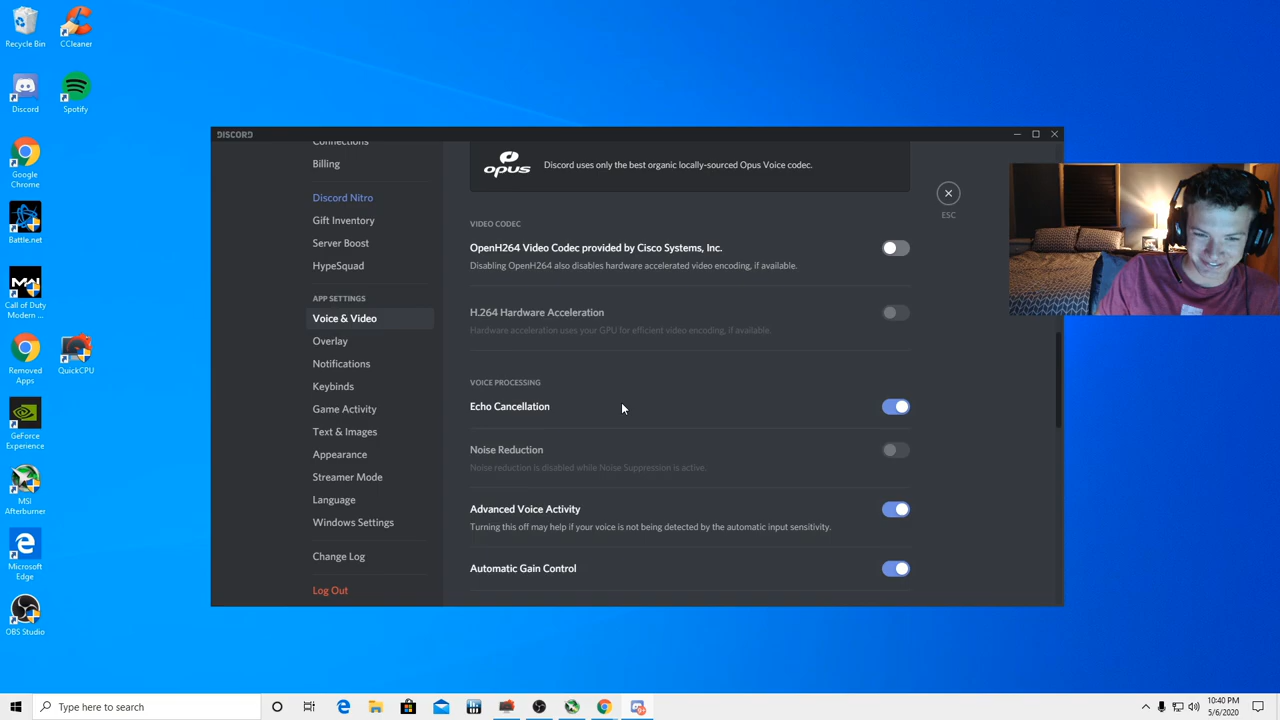 Recycle Bin
CCleaner
Discord
Spotify
Google
Chrome
Battle.net
Call of Duty
Modern ...
Removed
Apps
QuickCPU
GeForce
Experience
MSI
Afterburner
Microsoft
Edge
OBS Studio
DISCORD
Connections
Billing
Discord Nitro
Gift Inventory
Server Boost
HypeSquad
APP SETTINGS
Voice & Video
Overlay
Notifications
Keybinds
Game Activity
Text & Images
Appearance
Streamer Mode
Language
Windows Settings
Change Log
Log Out
opus
Discord uses only the best organic locally-sourced Opus Voice codec.
ESC
VIDEO CODEC
OpenH264 Video Codec provided by Cisco Systems, Inc.
Disabling OpenH264 also disables hardware accelerated video encoding, if available.
H.264 Hardware Acceleration
Hardware acceleration uses your GPU for efficient video encoding, if available.
VOICE PROCESSING
Echo Cancellation
Noise Reduction
Noise reduction is disabled while Noise Suppression is active.
Advanced Voice Activity
Turning this off may help if your voice is not being detected by the automatic input sensitivity.
Automatic Gain Control
Type here to search
10:40 PM
5/6/2020